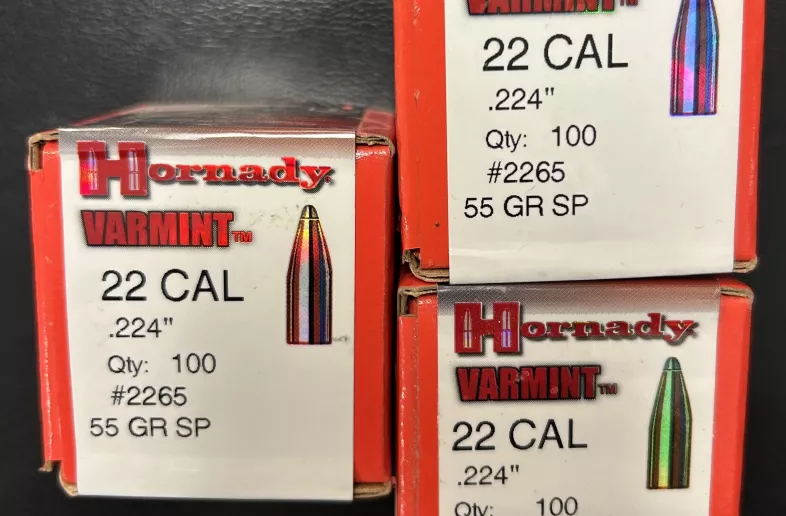 Hornady
VARMINT™
22 CAL
.224"
Qty: 100
#2265
55 GR SP
VARMINT™
22 CAL
.224"
Qty: 100
#2265
55 GR SP
Hornady
VARMINT™
22 CAL
.224"
Qty: 100